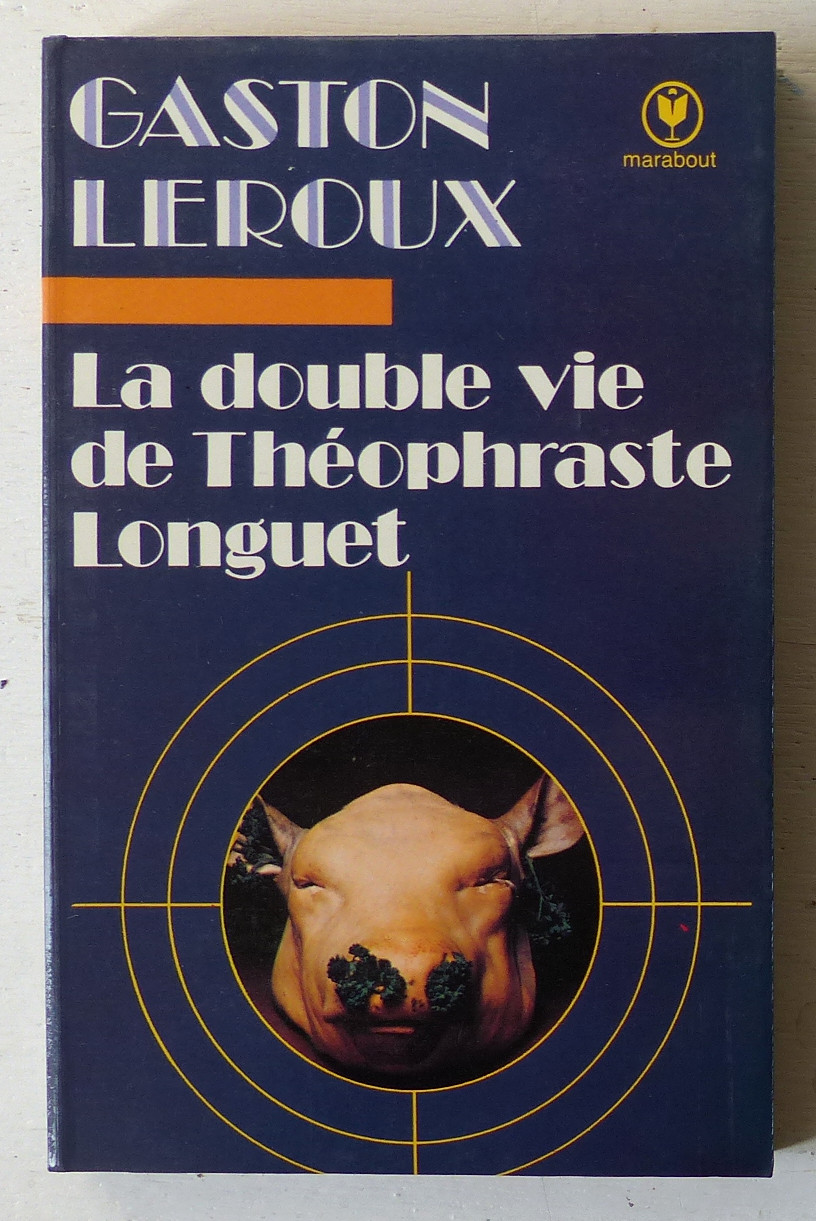 GASTON
LEROUX
marabout
La double vie
de Théophraste
Longuet